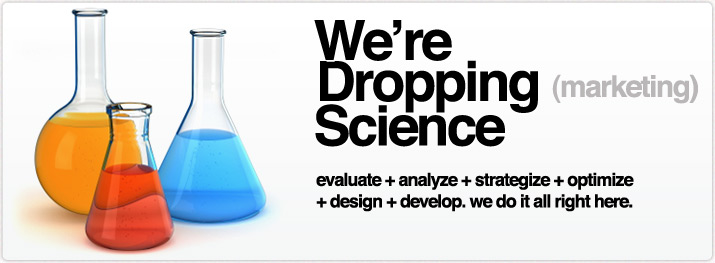 We're
Dropping (marketing)
Science
evaluate + analyze + strategize + optimize
+ design + develop. we do it all right here.